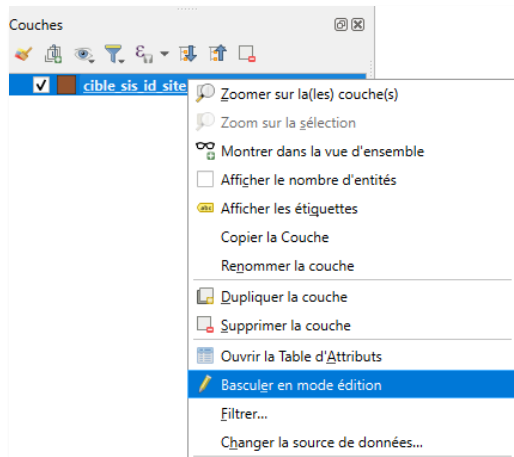 Couches
cible_sis_id_site
Zoomer sur la(les) couche(s)
Zoom sur la sélection
Montrer dans la vue d'ensemble
Afficher le nombre d'entités
abc Afficher les étiquettes
Copier la Couche
Renommer la couche
Dupliquer la couche
Supprimer la couche
Ouvrir la Table d'Attributs
Basculer en mode édition
Filtrer...
Changer la source de données...